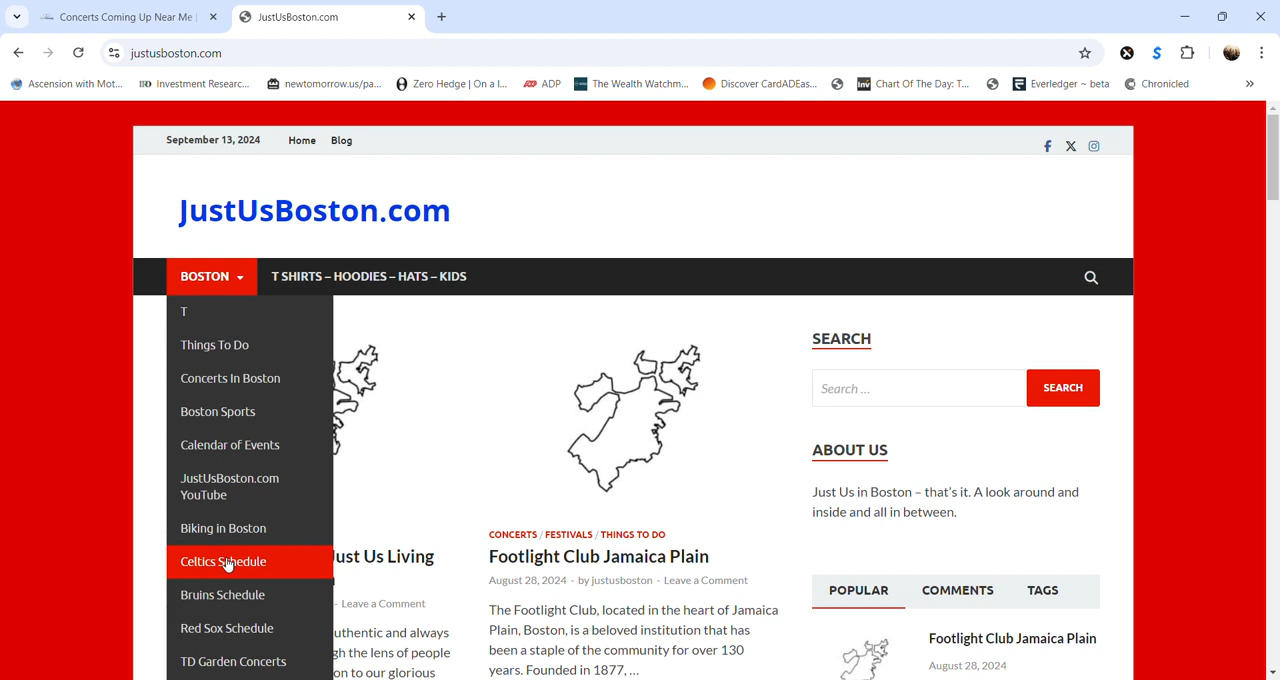 Concerts Coming Up Near Me |
JustUsBoston.com
justusboston.com
Ascension with Mot...
Investment Researc...
newtomorrow.us/pa...
Zero Hedge | On a l...
ADP
The Wealth Watchm...
Discover CardADEas...
Chart Of The Day: T...
Everledger ~ beta
Chronicled
September 13, 2024
Home
Blog
JustUsBoston.com
BOSTON
T SHIRTS – HOODIES – HATS – KIDS
T
Things To Do
Concerts In Boston
Boston Sports
Calendar of Events
JustUsBoston.com
YouTube
Biking in Boston
Celtics Schedule
Bruins Schedule
Red Sox Schedule
TD Garden Concerts
Just Us Living
- Leave a Comment
uthentic and always
gh the lens of people
on to our glorious
CONCERTS / FESTIVALS / THINGS TO DO
Footlight Club Jamaica Plain
August 28, 2024 - by justusboston - Leave a Comment
The Footlight Club, located in the heart of Jamaica
Plain, Boston, is a beloved institution that has
been a staple of the community for over 130
years. Founded in 1877, ...
SEARCH
Search ...
SEARCH
ABOUT US
Just Us in Boston – that's it. A look around and
inside and all in between.
POPULAR
COMMENTS
TAGS
Footlight Club Jamaica Plain
August 28, 2024